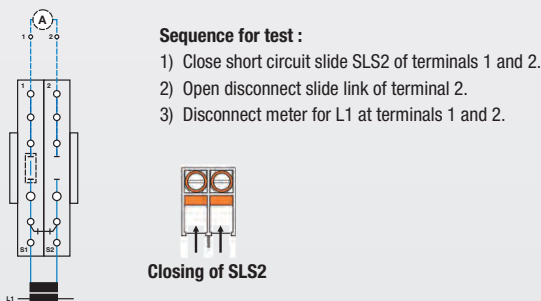 A
1 2
Sequence for test :
1) Close short circuit slide SLS2 of terminals 1 and 2.
2) Open disconnect slide link of terminal 2.
3) Disconnect meter for L1 at terminals 1 and 2.
1 2
S1 S2
Closing of SLS2
L1